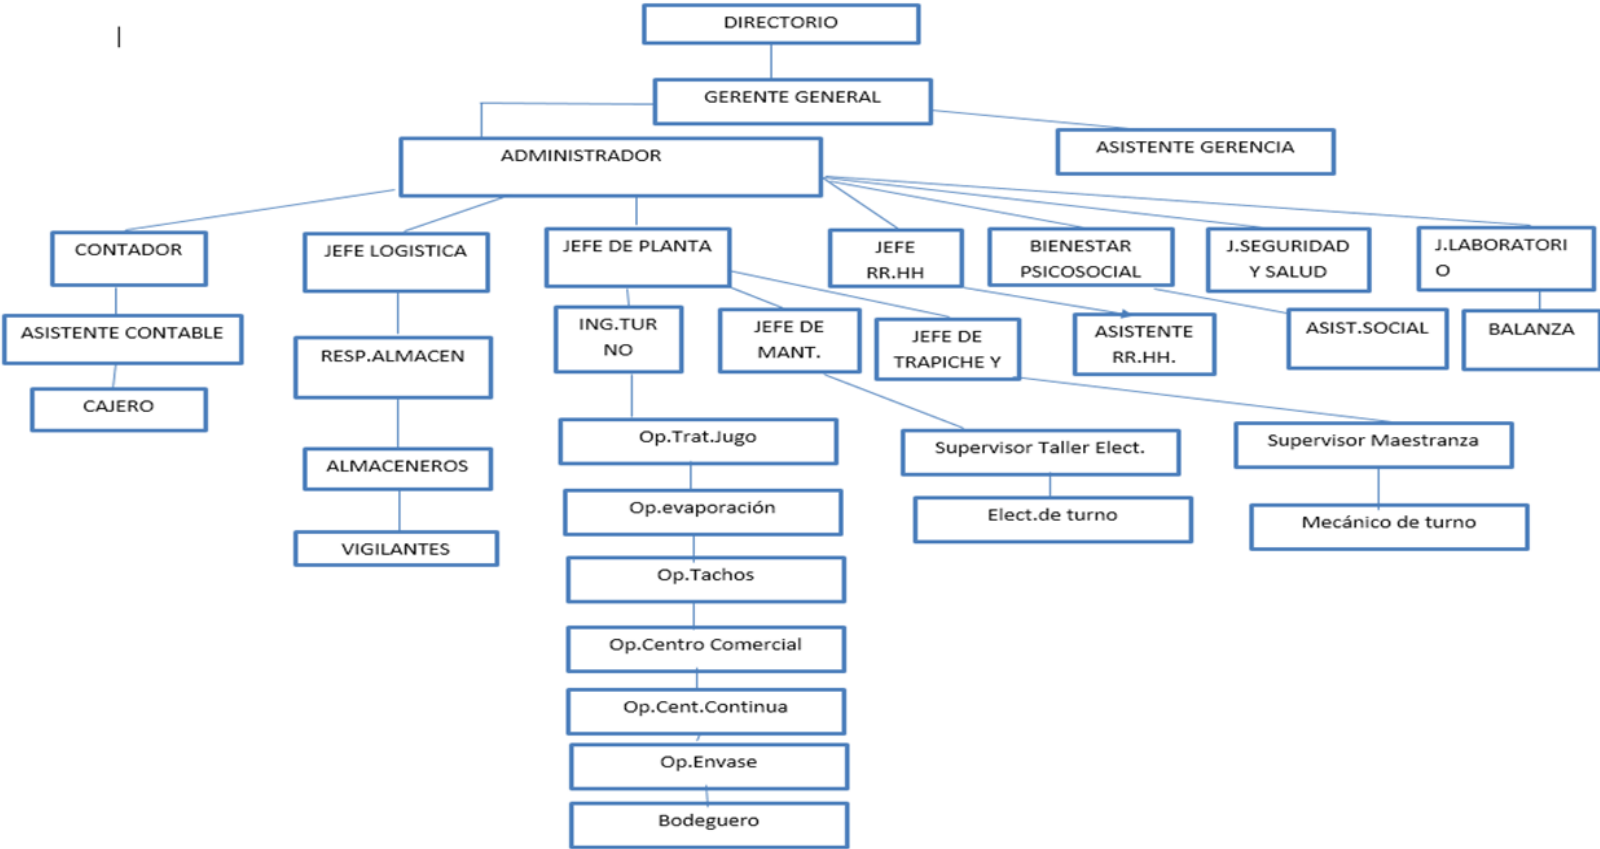 DIRECTORIO
GERENTE GENERAL
ASISTENTE GERENCIA
ADMINISTRADOR
CONTADOR
JEFE LOGISTICA
JEFE DE PLANTA
JEFE
RR.HH
BIENESTAR
PSICOSOCIAL
J.SEGURIDAD
Y SALUD
J.LABORATORI
O
ASISTENTE CONTABLE
RESP.ALMACEN
ING.TUR
NO
JEFE DE
MANT.
JEFE DE
TRAPICHE Y
ASISTENTE
RR.HH.
ASIST.SOCIAL
BALANZA
CAJERO
ALMACENEROS
VIGILANTES
Op.Trat.Jugo
Op.evaporación
Op.Tachos
Op.Centro Comercial
Op.Cent.Continua
Op.Envase
Bodeguero
Supervisor Taller Elect.
Elect.de turno
Supervisor Maestranza
Mecánico de turno